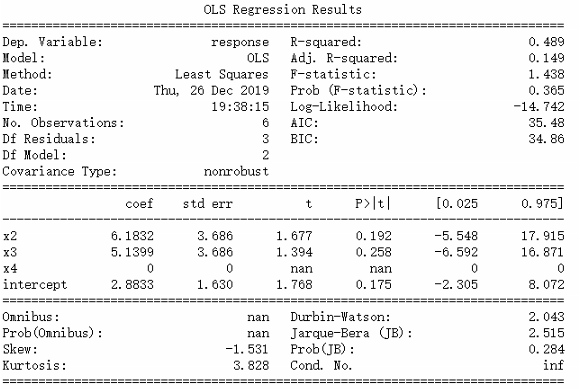 OLS Regression Results
==============================================================================
Dep. Variable:               response   R-squared:                       0.489
Model:                            OLS   Adj. R-squared:                  0.149
Method:                 Least Squares   F-statistic:                     1.438
Date:                Thu, 26 Dec 2019   Prob (F-statistic):              0.365
Time:                        19:38:15   Log-Likelihood:                -14.742
No. Observations:                   6   AIC:                             35.48
Df Residuals:                       3   BIC:                             34.86
Df Model:                           2
Covariance Type:            nonrobust
==============================================================================
                 coef    std err          t      P>|t|      [0.025      0.975]
------------------------------------------------------------------------------
x2             6.1832      3.686      1.677      0.192      -5.548      17.915
x3             5.1399      3.686      1.394      0.258      -6.592      16.871
x4                  0          0        nan        nan           0           0
intercept      2.8833      1.630      1.768      0.175      -2.305       8.072
==============================================================================
Omnibus:                          nan   Durbin-Watson:                   2.043
Prob(Omnibus):                    nan   Jarque-Bera (JB):                2.515
Skew:                          -1.531   Prob(JB):                        0.284
Kurtosis:                       3.828   Cond. No.                          inf
==============================================================================